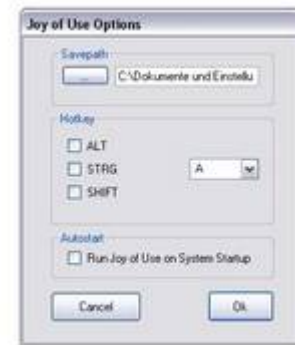 Joy of Use Options
Savepath
... C:\Dokumente und Einstellu
Hotkey
ALT
STRG A
SHIFT
Autostart
Run Joy of Use on System Startup
Cancel Ok